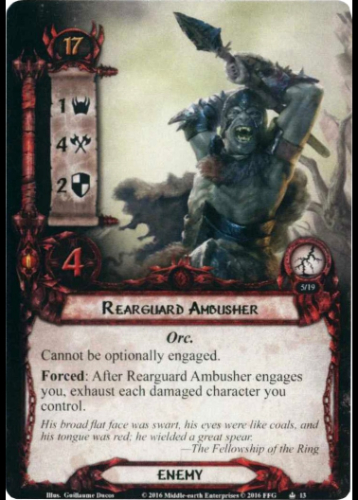 17
1
4
2
4
5/19
REARGUARD AMBUSHER
Orc.
Cannot be optionally engaged.
Forced: After Rearguard Ambusher engages
you, exhaust each damaged character you
control.
His broad flat face was swart, his eyes were like coals, and
his tongue was red; he wielded a great spear.
—The Fellowship of the Ring
ENEMY
Illus. Guillaume Ducos © 2016 Middle-earth Enterprises © 2016 FFG 13